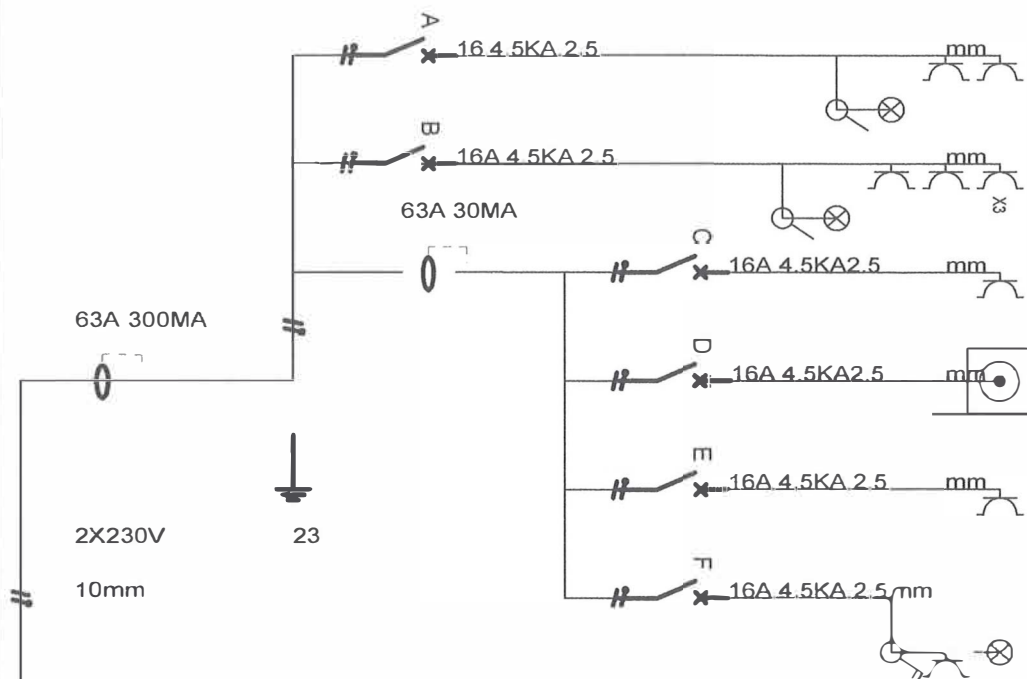 A
16 4.5KA 2.5 mm
B
16A 4.5KA 2.5 mm
X3
63A 30MA
C
16A 4.5KA2.5 mm
63A 300MA
D
16A 4.5KA2.5 mm
E
16A 4.5KA 2.5 mm
2X230V
23
10mm
F
16A 4.5KA 2.5 mm